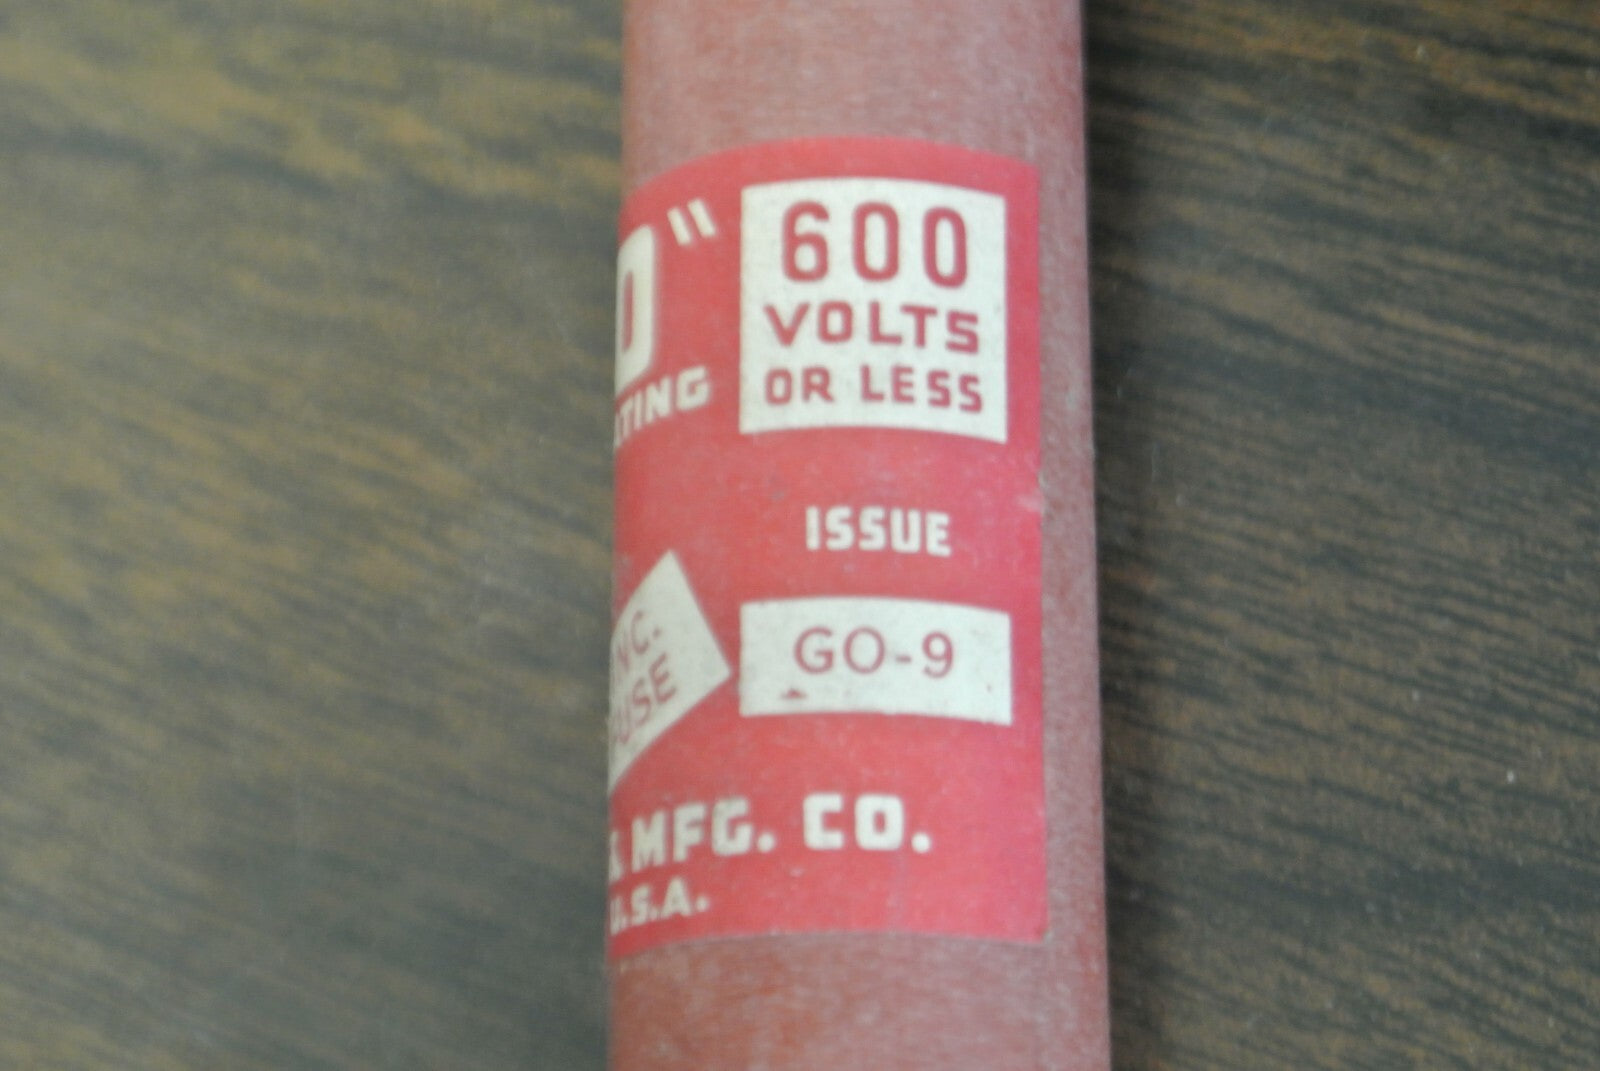 600
VOLTS
OR LESS
ISSUE
GO-9
MFG. CO.
U.S.A.